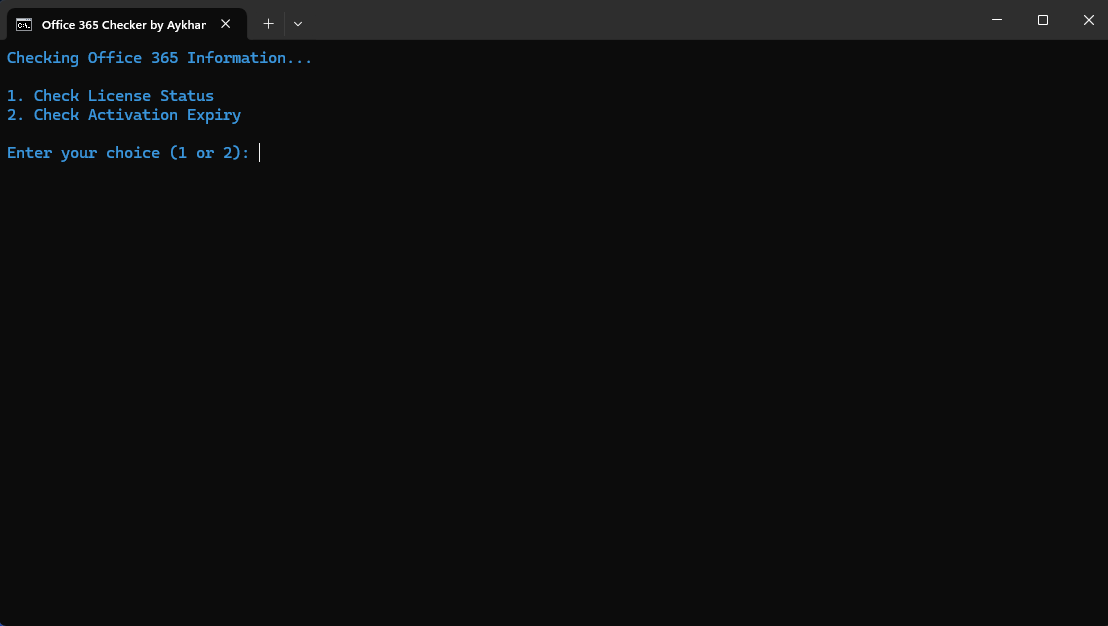 Office 365 Checker by Aykhan
Checking Office 365 Information...
1. Check License Status
2. Check Activation Expiry
Enter your choice (1 or 2):